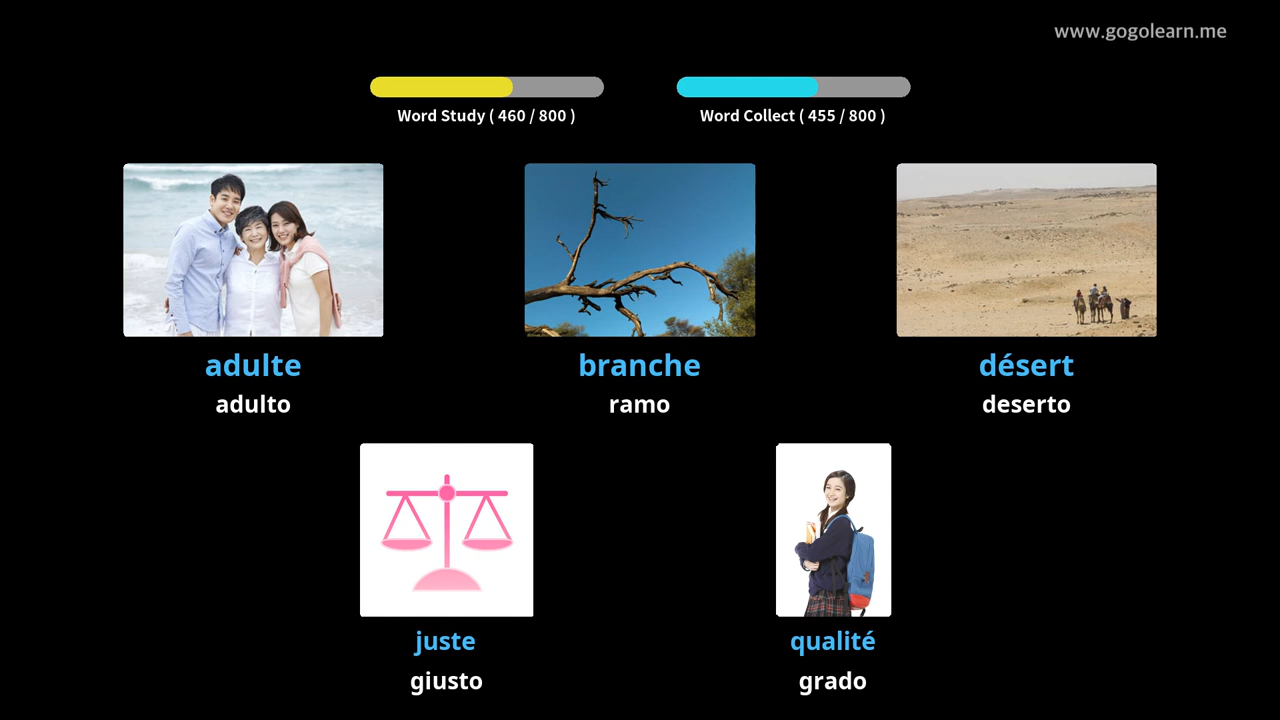 www.gogolearn.me
Word Study ( 460 / 800 )
Word Collect ( 455 / 800 )
adulte
adulto
branche
ramo
désert
deserto
juste
giusto
qualité
grado